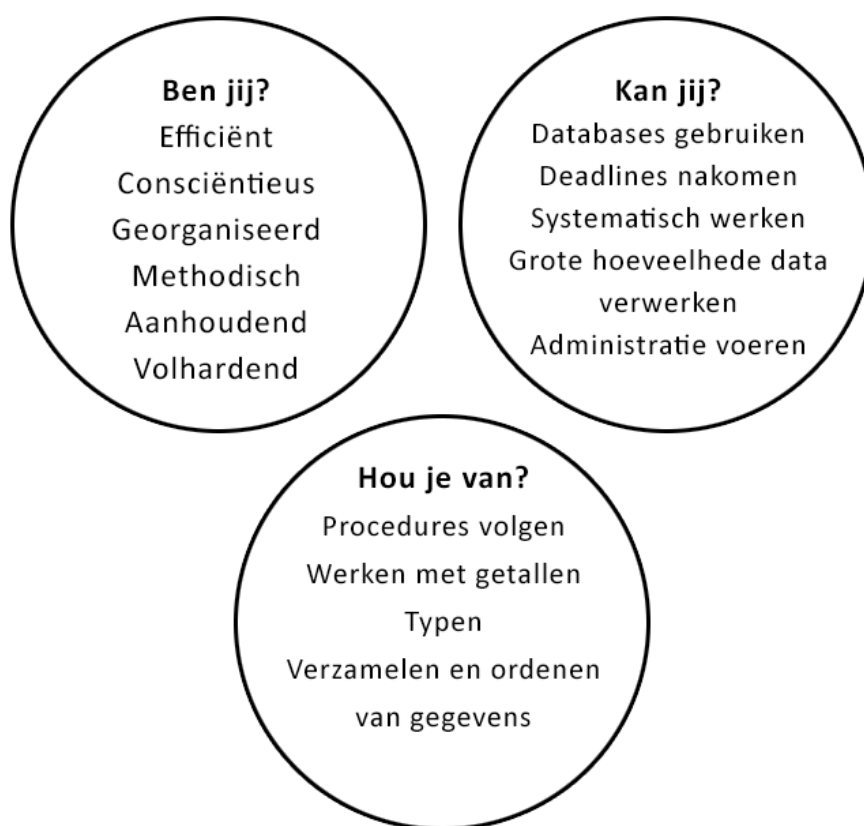 Ben jij?
Efficiënt
Consciëntieus
Georganiseerd
Methodisch
Aanhoudend
Volhardend
Kan jij?
Databases gebruiken
Deadlines nakomen
Systematisch werken
Grote hoeveelhede data
verwerken
Administratie voeren
Hou je van?
Procedures volgen
Werken met getallen
Typen
Verzamelen en ordenen
van gegevens